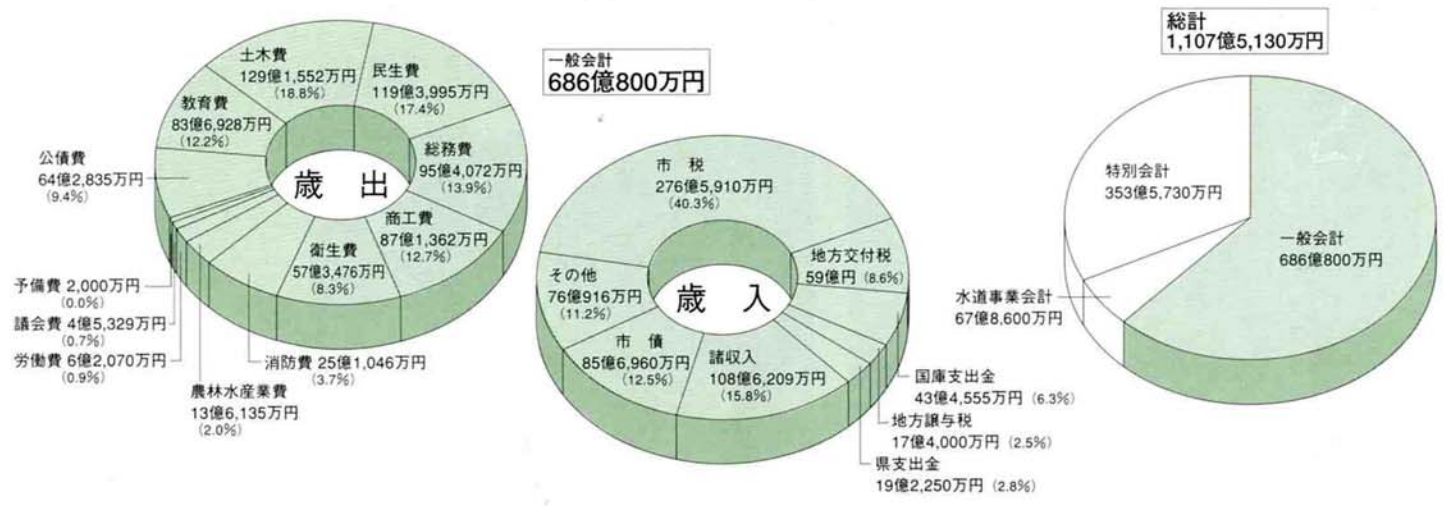 一般会計
686億800万円
歳 出
土木費
129億1,552万円
(18.8%)
民生費
119億3,995万円
(17.4%)
総務費
95億4,072万円
(13.9%)
商工費
87億1,362万円
(12.7%)
衛生費
57億3,476万円
(8.3%)
消防費 25億1,046万円
(3.7%)
農林水産業費
13億6,135万円
(2.0%)
労働費 6億2,070万円
(0.9%)
議会費 4億5,329万円
(0.7%)
予備費 2,000万円
(0.0%)
公債費
64億2,835万円
(9.4%)
教育費
83億6,928万円
(12.2%)
歳 入
市 税
276億5,910万円
(40.3%)
地方交付税
59億円 (8.6%)
国庫支出金
43億4,555万円 (6.3%)
地方譲与税
17億4,000万円 (2.5%)
県支出金
19億2,250万円 (2.8%)
諸収入
108億6,209万円
(15.8%)
市 債
85億6,960万円
(12.5%)
その他
76億916万円
(11.2%)
総計
1,107億5,130万円
特別会計
353億5,730万円
一般会計
686億800万円
水道事業会計
67億8,600万円